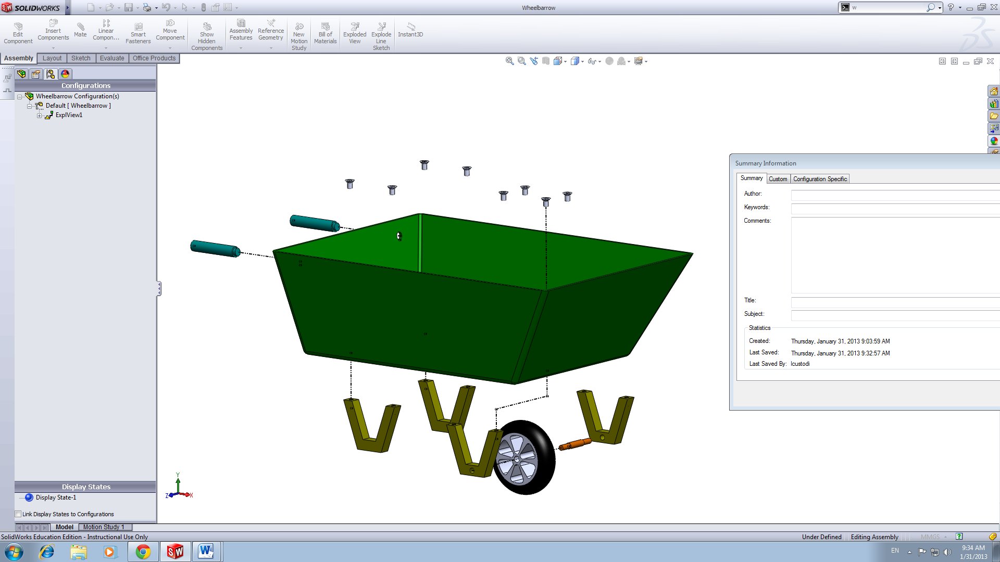 SOLIDWORKS
Wheelbarrow
w
Edit Component
Insert Components
Mate
Linear Compon...
Smart Fasteners
Move Component
Show Hidden Components
Assembly Features
Reference Geometry
New Motion Study
Bill of Materials
Exploded View
Explode Line Sketch
Instant3D
Assembly
Layout
Sketch
Evaluate
Office Products
Configurations
Wheelbarrow Configuration(s)
Default [ Wheelbarrow ]
ExplView1
Summary Information
Summary
Custom
Configuration Specific
Author:
Keywords:
Comments:
Title:
Subject:
Statistics
Created: Thursday, January 31, 2013 9:03:59 AM
Last Saved: Thursday, January 31, 2013 9:32:57 AM
Last Saved By: lcustodi
Y
Z
X
Display States
Display State-1
Link Display States to Configurations
Model
Motion Study 1
SolidWorks Education Edition - Instructional Use Only
Under Defined
Editing Assembly
MMGS
EN
9:34 AM
1/31/2013